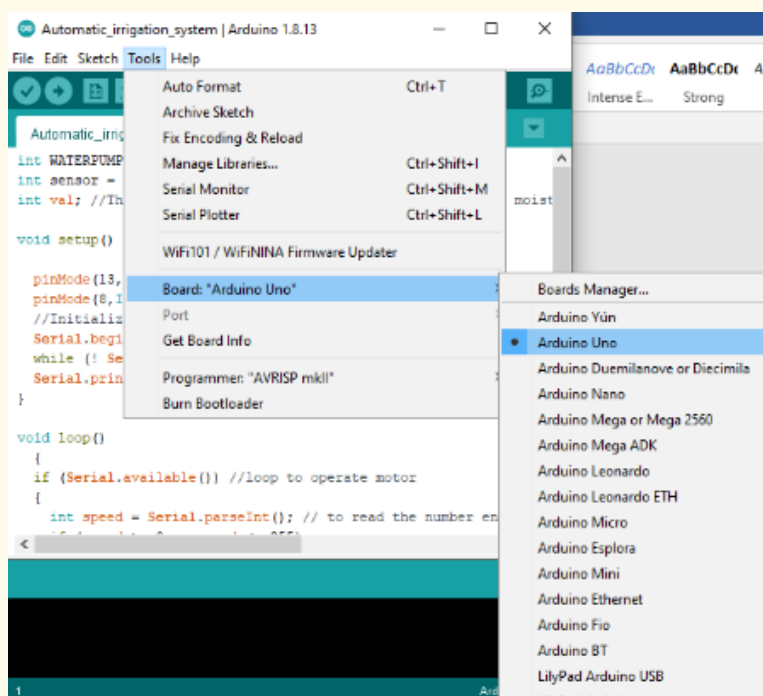 Automatic_irrigation_system | Arduino 1.8.13
File Edit Sketch Tools Help
AaBbCcDc AaBbCcDc A
Intense E... Strong
Auto Format Ctrl+T
Archive Sketch
Fix Encoding & Reload
Manage Libraries... Ctrl+Shift+I
Serial Monitor Ctrl+Shift+M
Serial Plotter Ctrl+Shift+L
WiFi101 / WiFiNINA Firmware Updater
Board: "Arduino Uno"
Port
Get Board Info
Programmer: "AVRISP mkII"
Burn Bootloader
Automatic_irrig
int WATERPUMP
int sensor =
int val; //Th moist
void setup()
pinMode(13,
pinMode(8,I
//Initializ
Serial.begi
while (! Se
Serial.prin
}
void loop()
{
if (Serial.available()) //loop to operate motor
{
int speed = Serial.parseInt(); // to read the number en
Boards Manager...
Arduino Yún
Arduino Uno
Arduino Duemilanove or Diecimila
Arduino Nano
Arduino Mega or Mega 2560
Arduino Mega ADK
Arduino Leonardo
Arduino Leonardo ETH
Arduino Micro
Arduino Esplora
Arduino Mini
Arduino Ethernet
Arduino Fio
Arduino BT
LilyPad Arduino USB
1 Ard